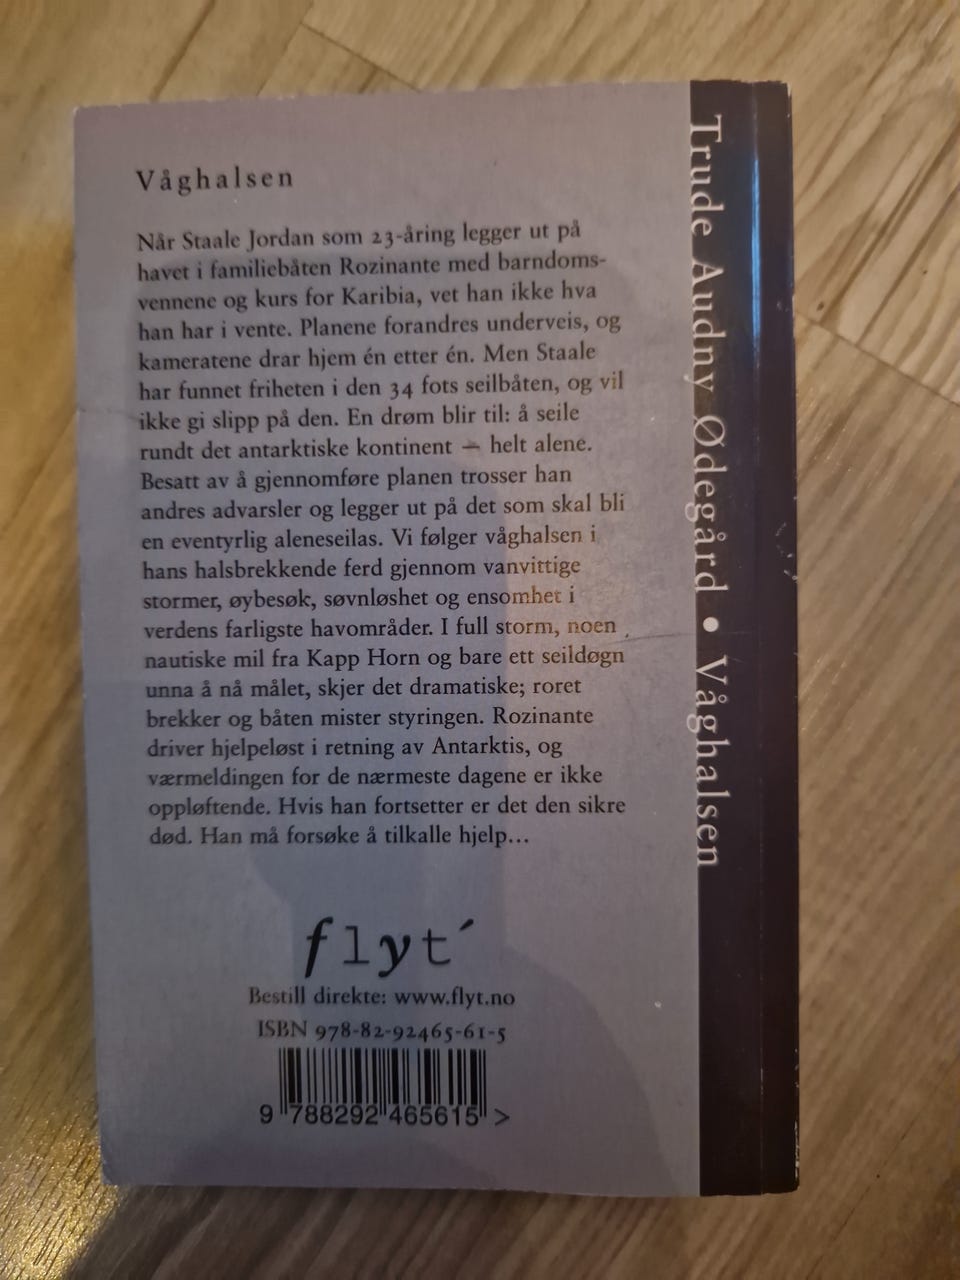 Våghalsen
Når Staale Jordan som 23-åring legger ut på
havet i familiebåten Rozinante med barndoms-
vennene og kurs for Karibia, vet han ikke hva
han har i vente. Planene forandres underveis, og
kameratene drar hjem én etter én. Men Staale
har funnet friheten i den 34 fots seilbåten, og vil
ikke gi slipp på den. En drøm blir til: å seile
rundt det antarktiske kontinent — helt alene.
Besatt av å gjennomføre planen trosser han
andres advarsler og legger ut på det som skal bli
en eventyrlig aleneseilas. Vi følger våghalsen i
hans halsbrekkende ferd gjennom vanvittige
stormer, øybesøk, søvnløshet og ensomhet i
verdens farligste havområder. I full storm, noen
nautiske mil fra Kapp Horn og bare ett seildøgn
unna å nå målet, skjer det dramatiske; roret
brekker og båten mister styringen. Rozinante
driver hjelpeløst i retning av Antarktis, og
værmeldingen for de nærmeste dagene er ikke
oppløftende. Hvis han fortsetter er det den sikre
død. Han må forsøke å tilkalle hjelp...
flyt´
Bestill direkte: www.flyt.no
ISBN 978-82-92465-61-5
9 788292 465615 >
Trude Audny Ødegård • Våghalsen